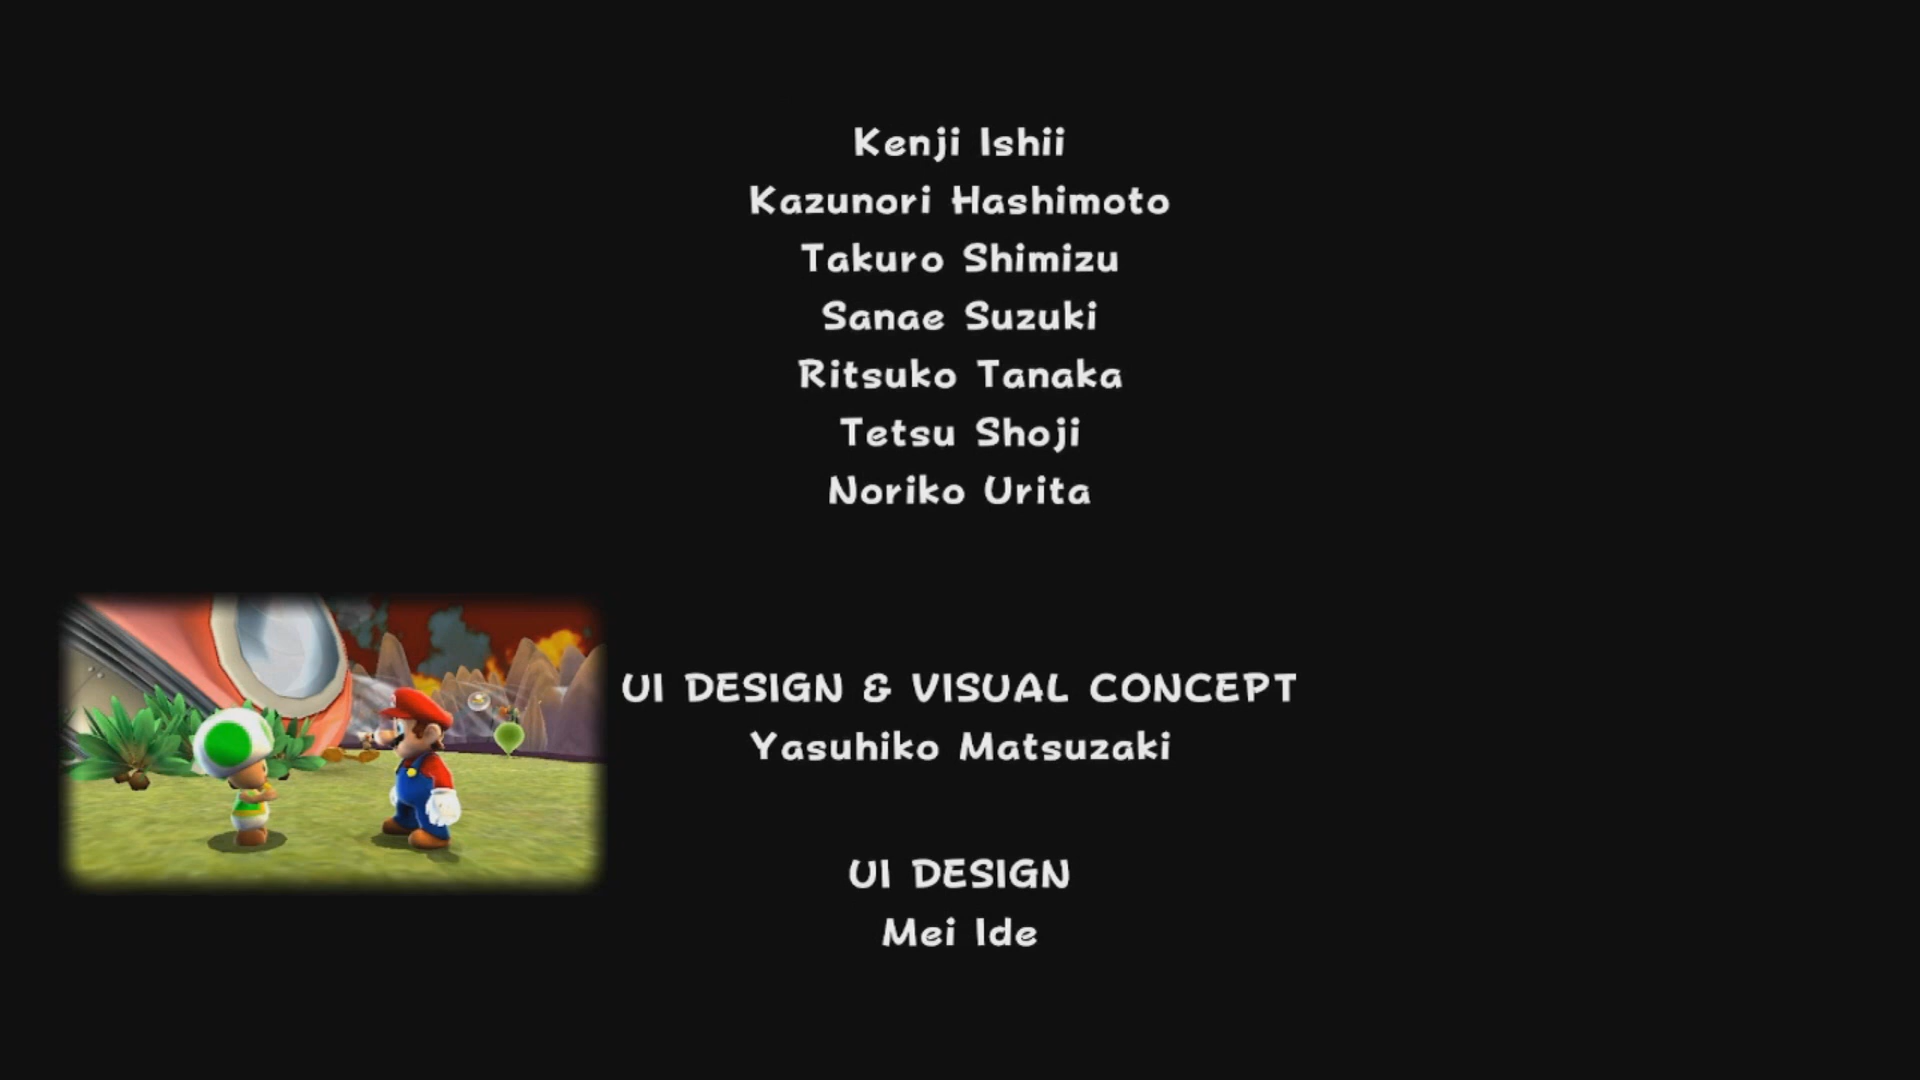 Kenji Ishii
Kazunori Hashimoto
Takuro Shimizu
Sanae Suzuki
Ritsuko Tanaka
Tetsu Shoji
Noriko Urita
UI DESIGN & VISUAL CONCEPT
Yasuhiko Matsuzaki
UI DESIGN
Mei Ide